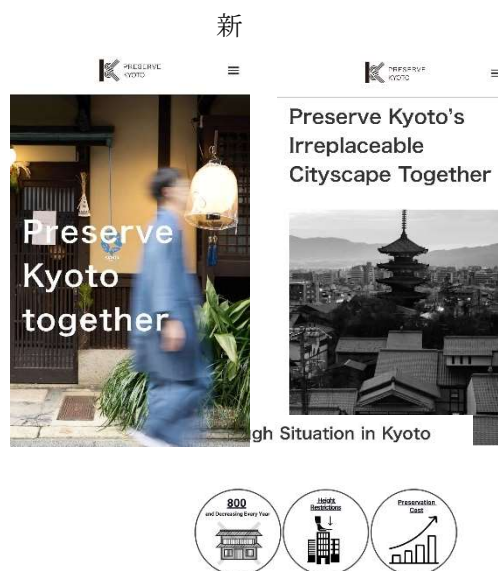 新
PRESERVE
KYOTO
Preserve
Kyoto
together
PRESERVE
KYOTO
Preserve Kyoto's
Irreplaceable
Cityscape Together
gh Situation in Kyoto
800
and Decreasing Every Year
Height
Restrictions
Preservation
Cost